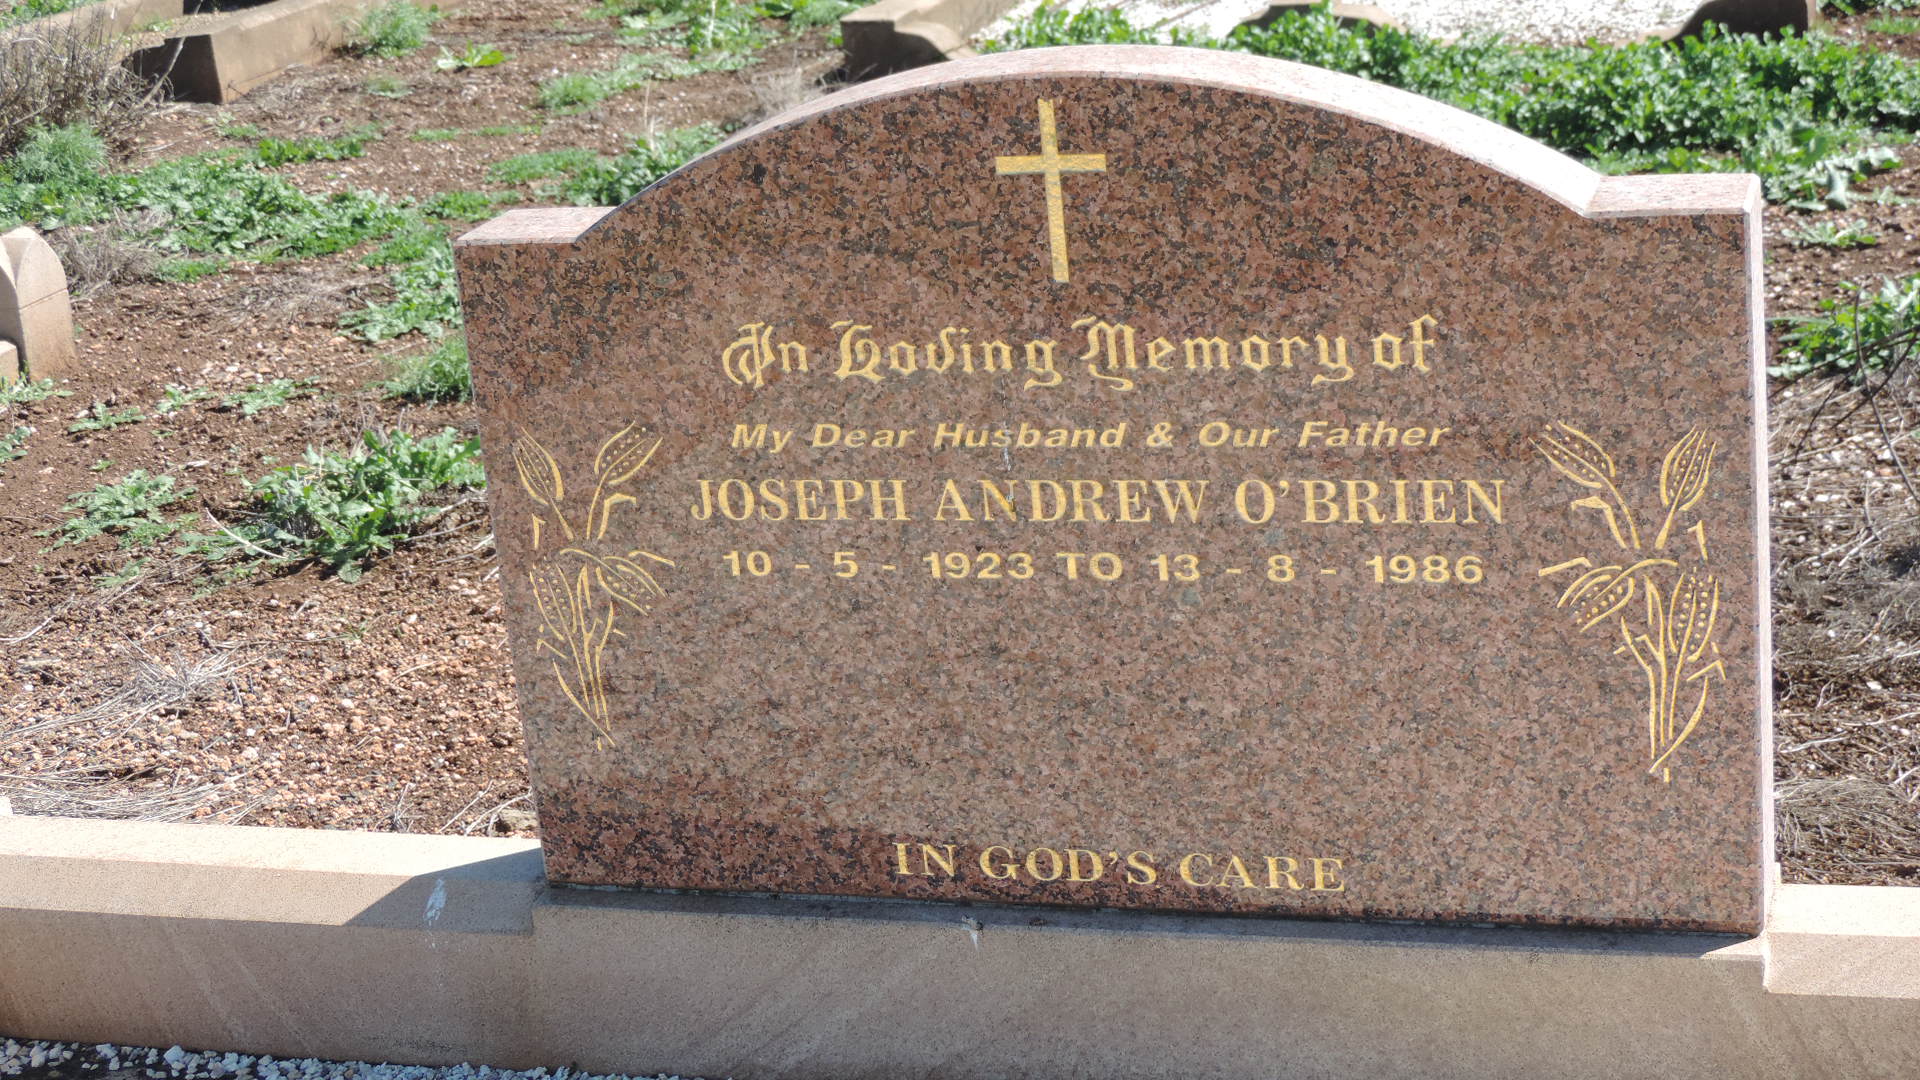 In Loving Memory of
My Dear Husband & Our Father
JOSEPH ANDREW O'BRIEN
10 - 5 - 1923 TO 13 - 8 - 1986
IN GOD'S CARE